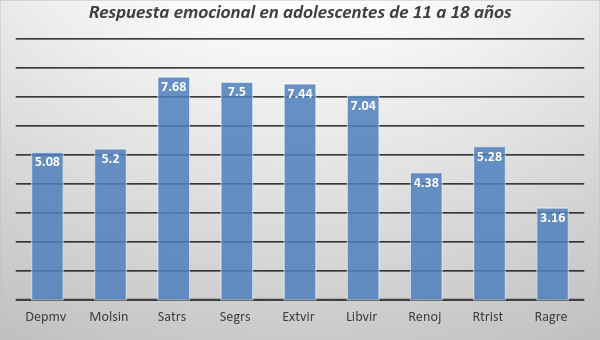 Respuesta emocional en adolescentes de 11 a 18 años
5.08 5.2 7.68 7.5 7.44 7.04 4.38 5.28 3.16
Depmv Molsin Satrs Segrs Extvir Libvir Renoj Rtrist Ragre